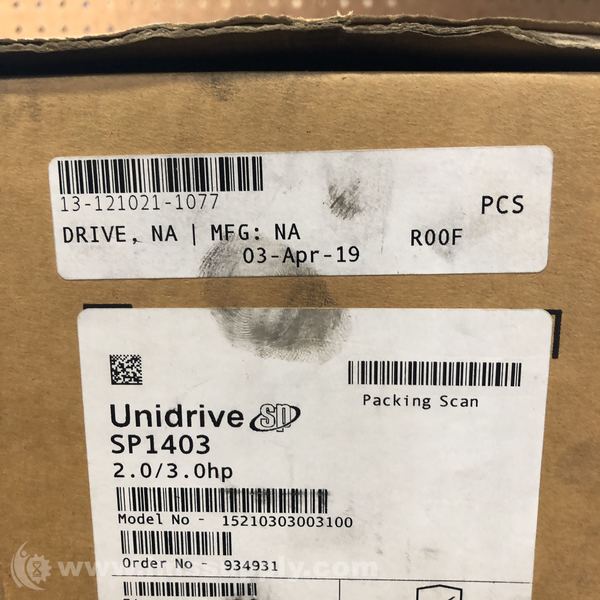 13-121021-1077
PCS
DRIVE, NA | MFG: NA
R00F
03-Apr-19
Packing Scan
Unidrive sp
SP1403
2.0/3.0hp
Model No - 15210303003100
Order No - 934931